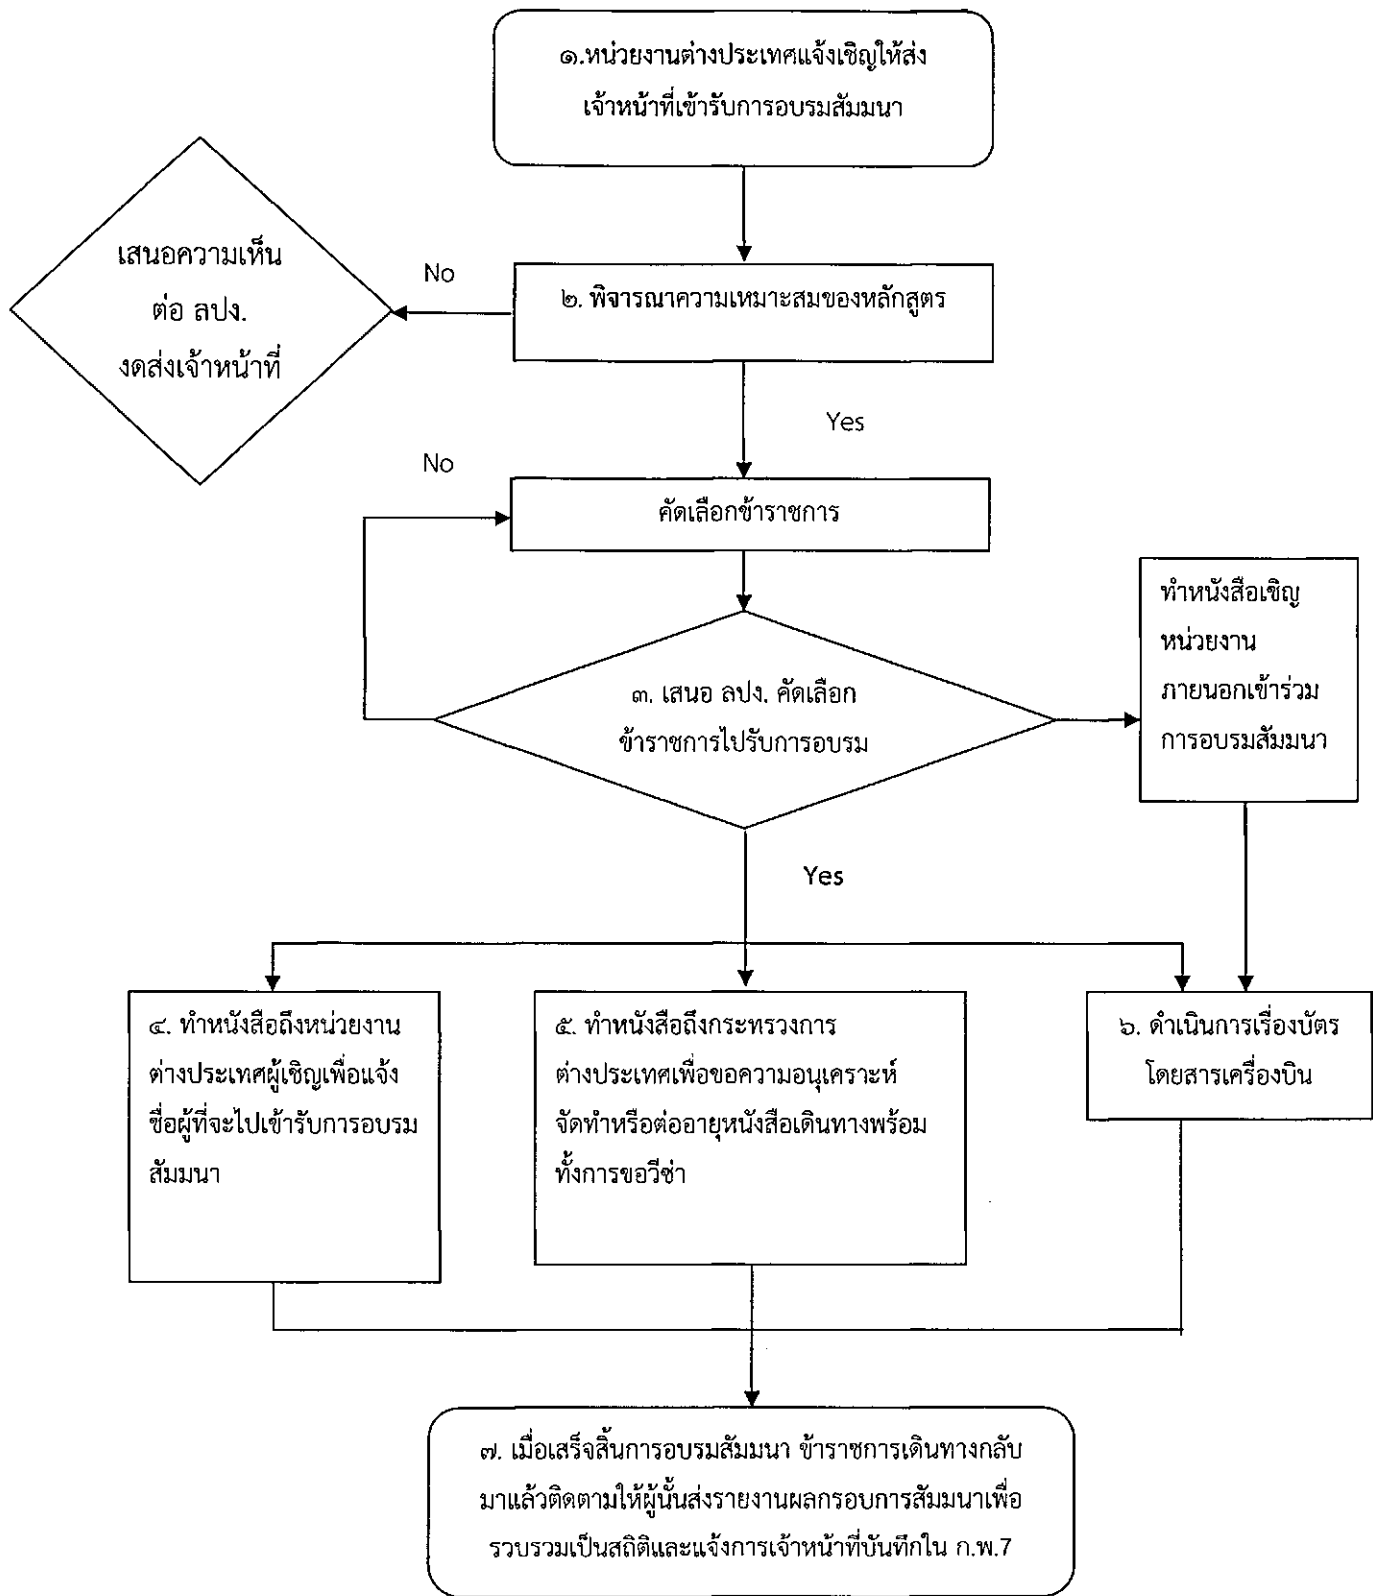 ๑.หน่วยงานต่างประเทศแจ้งเชิญให้ส่ง
เจ้าหน้าที่เข้ารับการอบรมสัมมนา
เสนอความเห็น
ต่อ ลปง.
งดส่งเจ้าหน้าที่
No
๒. พิจารณาความเหมาะสมของหลักสูตร
Yes
No
คัดเลือกข้าราชการ
๓. เสนอ ลปง. คัดเลือก
ข้าราชการไปรับการอบรม
ทำหนังสือเชิญ
หน่วยงาน
ภายนอกเข้าร่วม
การอบรมสัมมนา
Yes
๔. ทำหนังสือถึงหน่วยงาน
ต่างประเทศผู้เชิญเพื่อแจ้ง
ชื่อผู้ที่จะไปเข้ารับการอบรม
สัมมนา
๕. ทำหนังสือถึงกระทรวงการ
ต่างประเทศเพื่อขอความอนุเคราะห์
จัดทำหรือต่ออายุหนังสือเดินทางพร้อม
ทั้งการขอวีซ่า
๖. ดำเนินการเรื่องบัตร
โดยสารเครื่องบิน
๗. เมื่อเสร็จสิ้นการอบรมสัมมนา ข้าราชการเดินทางกลับ
มาแล้วติดตามให้ผู้นั้นส่งรายงานผลกรอบการสัมมนาเพื่อ
รวบรวมเป็นสถิติและแจ้งการเจ้าหน้าที่บันทึกใน ก.พ.7